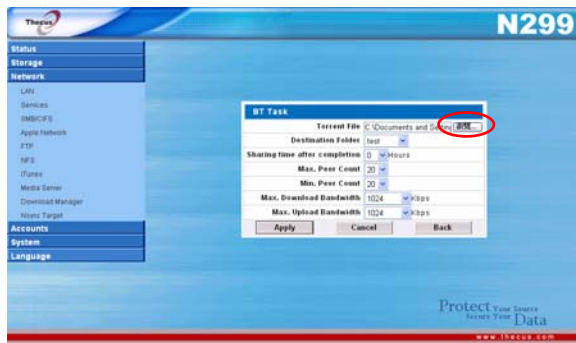 Thecus
N299
Status
Storage
Network
LAN
Services
SMB/CIFS
Apple Network
FTP
NFS
iTunes
Media Server
Download Manager
Nsync Target
Accounts
System
Language
BT Task
Torrent File C:\Documents and
Destination Folder test
Sharing time after completion 0 Hours
Max. Peer Count 20
Min. Peer Count 20
Max. Download Bandwidth 1024 Kbps
Max. Upload Bandwidth 1024 Kbps
Apply Cancel Back
Protect Your Source
Secure Your Data
www.thecus.com